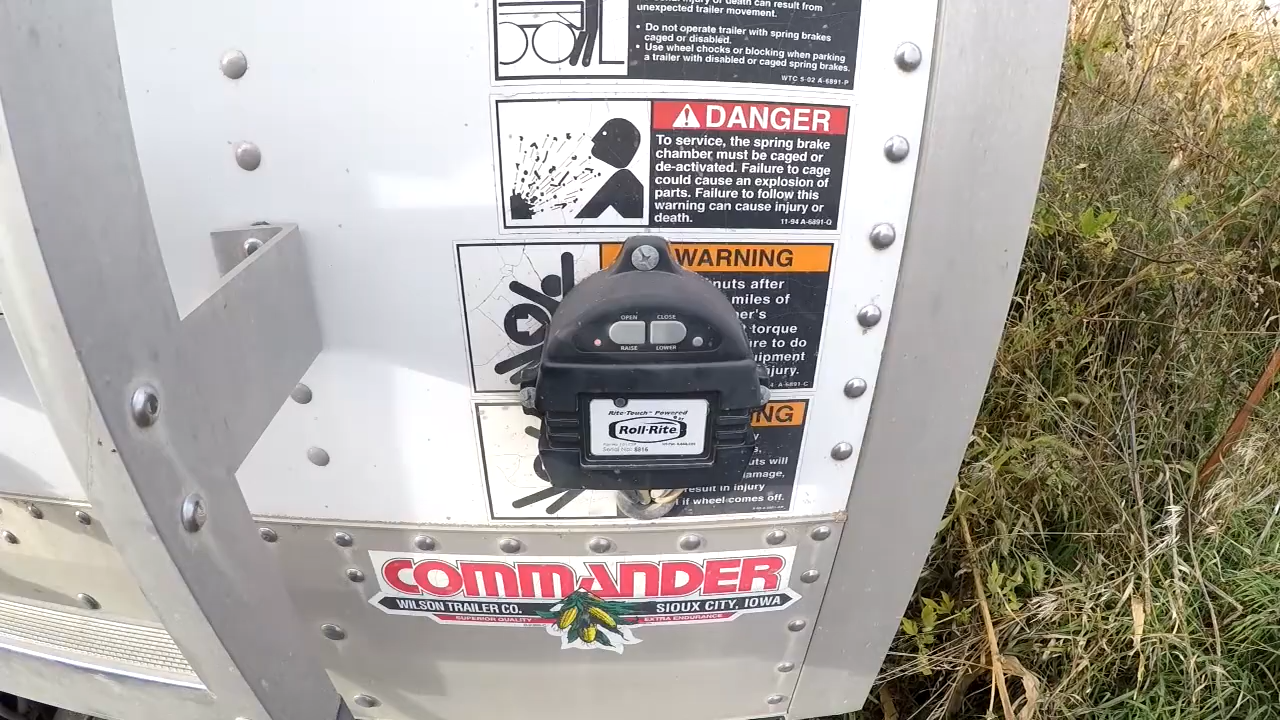 unexpected trailer movement.
• Do not operate trailer with spring brakes
caged or disabled.
• Use wheel chocks or blocking when parking
a trailer with disabled or caged spring brakes.
WTC 5-02 A-6891-P
DANGER
To service, the spring brake
chamber must be caged or
de-activated. Failure to cage
could cause an explosion of
parts. Failure to follow this
warning can cause injury or
death.
11-94 A-6891-Q
WARNING
nuts after
miles of
torque
to do
A-6891-C
OPEN CLOSE
RAISE LOWER
Rite-Touch™ Powered
BY
Roll·Rite
Serial No: 8816
will
result in injury
if wheel comes off.
COMMANDER
WILSON TRAILER CO. SIOUX CITY, IOWA
SUPERIOR QUALITY EXTRA ENDURANCE